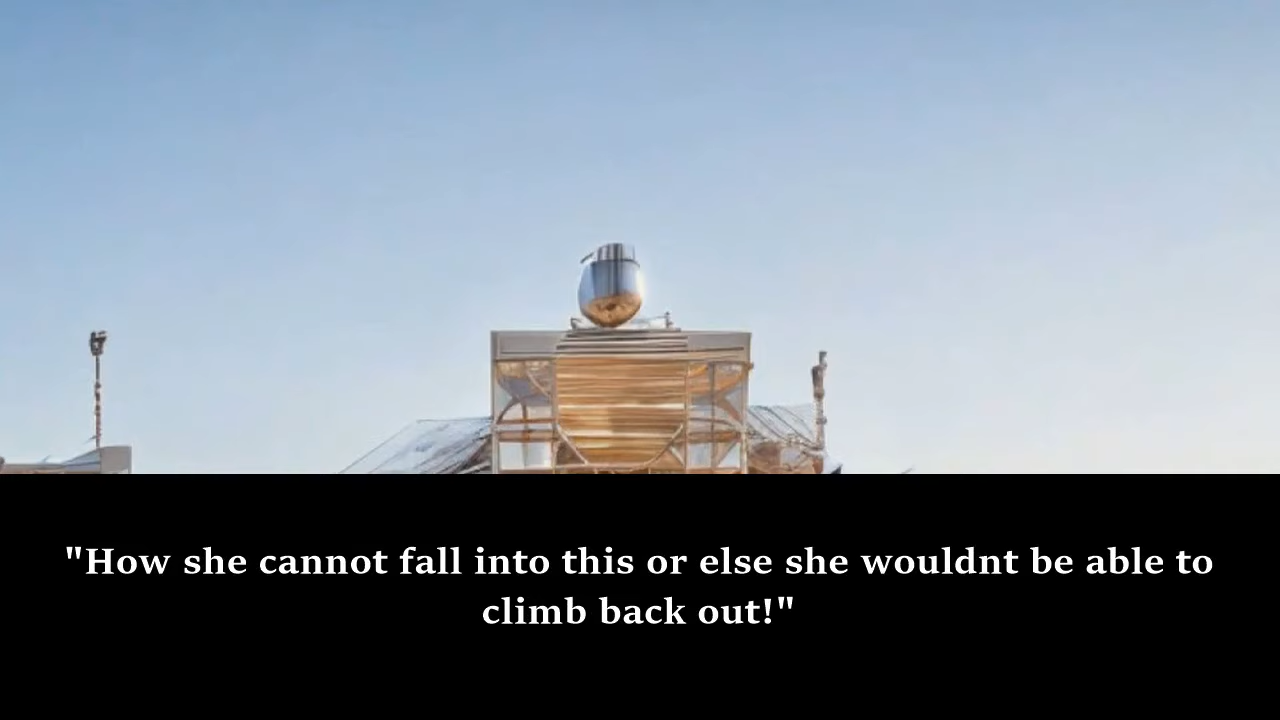 "How she cannot fall into this or else she wouldnt be able to
climb back out!"